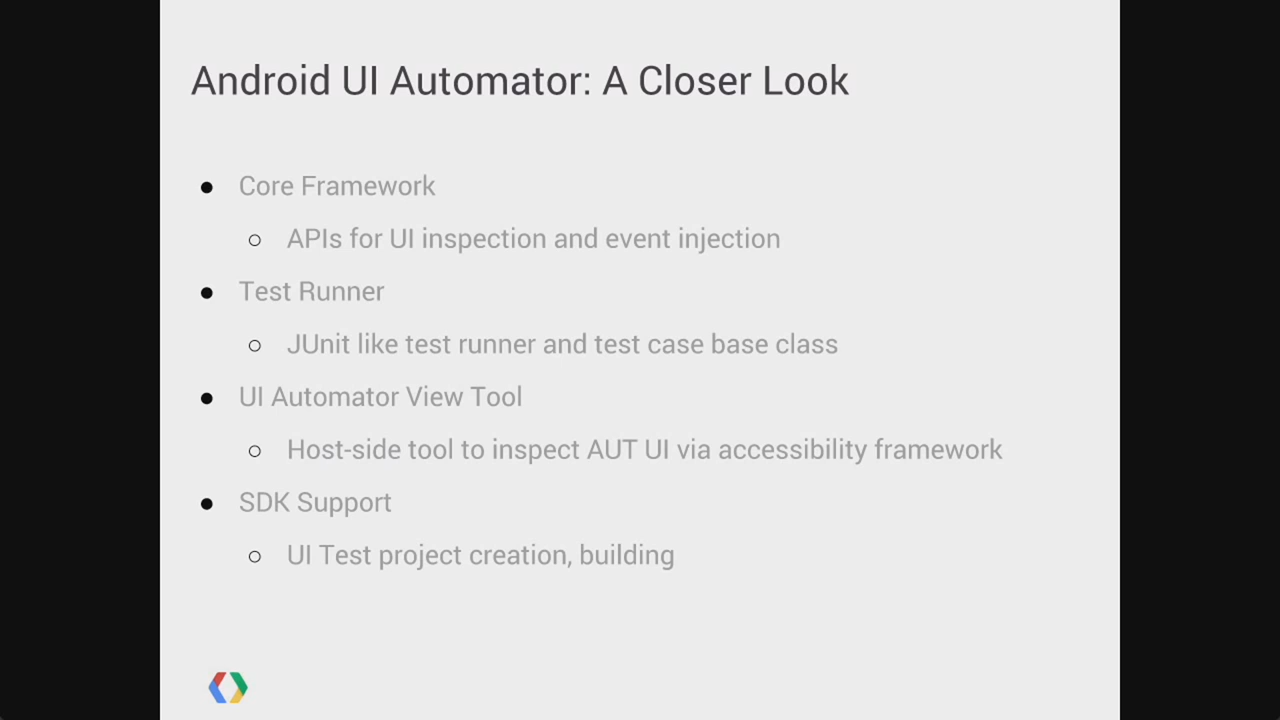 Android UI Automator: A Closer Look
● Core Framework
○ APIs for UI inspection and event injection
● Test Runner
○ JUnit like test runner and test case base class
● UI Automator View Tool
○ Host-side tool to inspect AUT UI via accessibility framework
● SDK Support
○ UI Test project creation, building